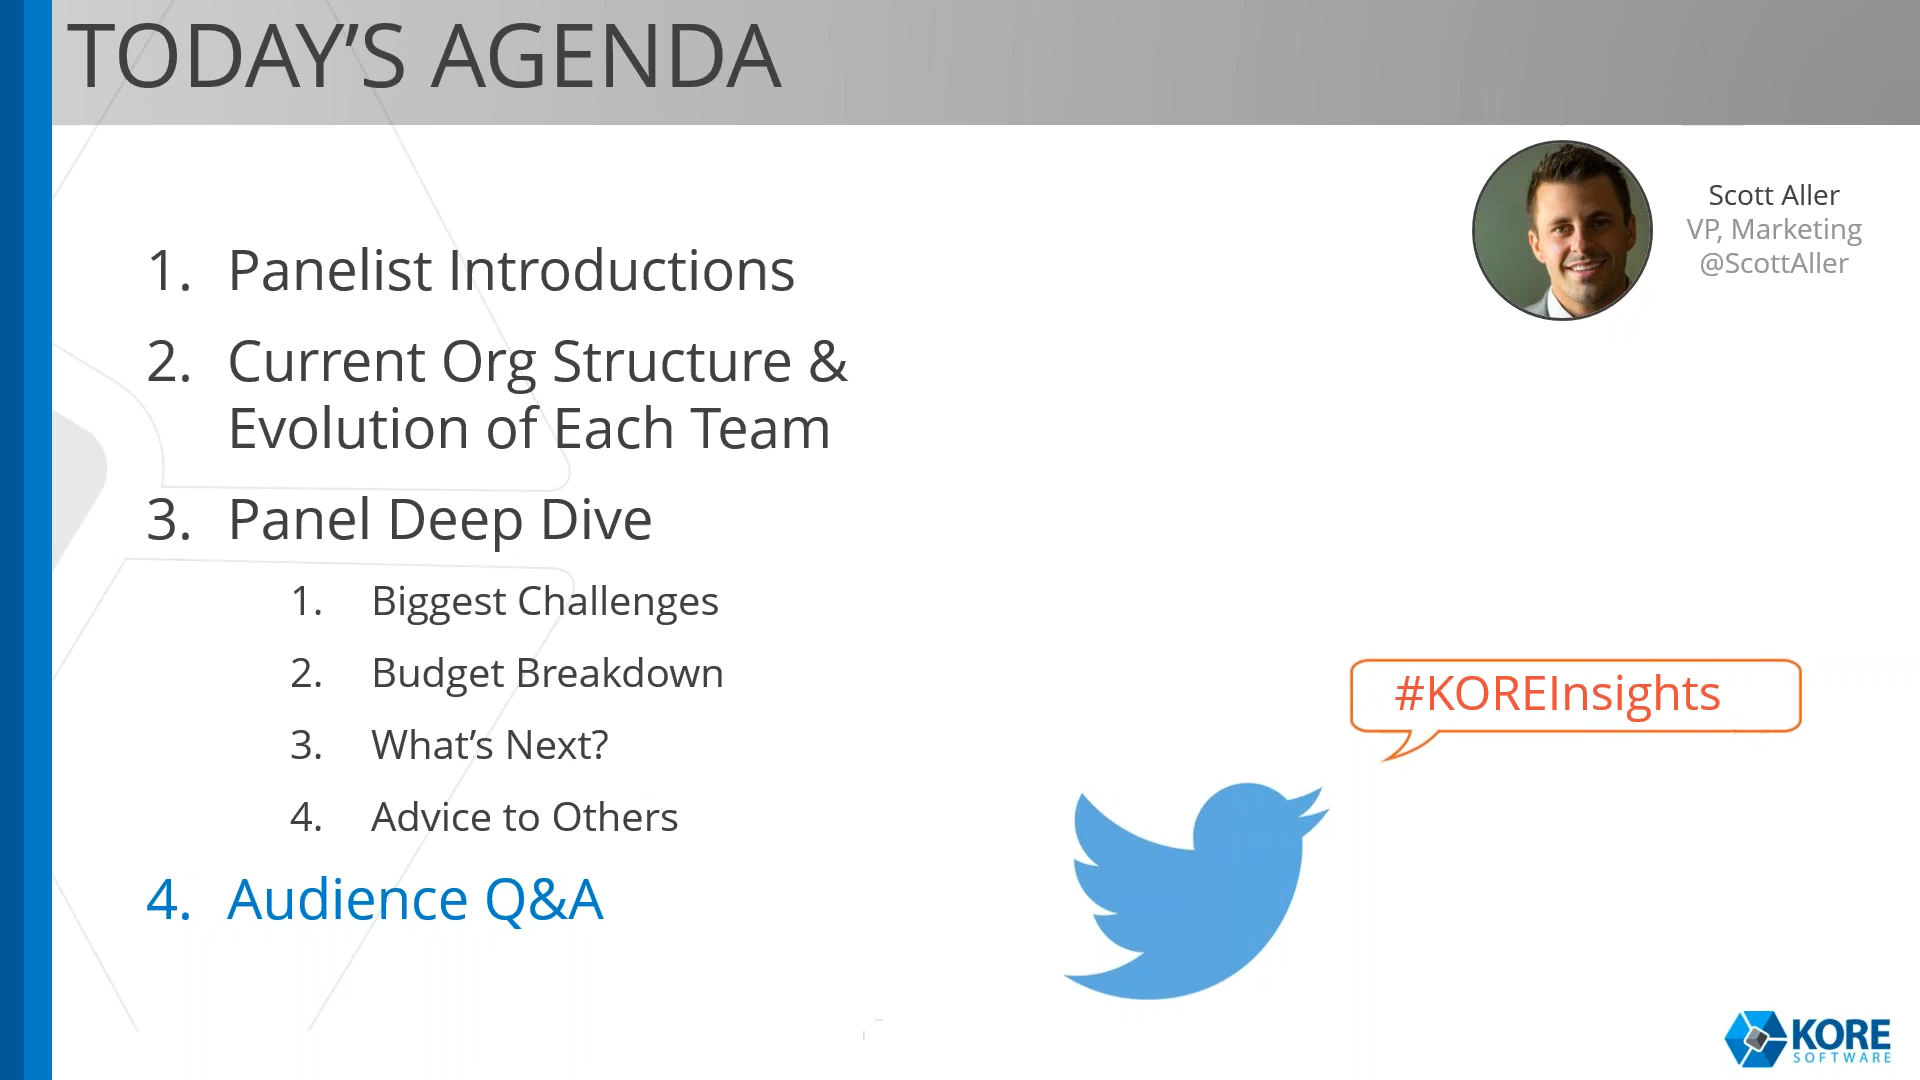 TODAY’S AGENDA
Scott Aller
VP, Marketing
@ScottAller
1. Panelist Introductions
2. Current Org Structure &
Evolution of Each Team
3. Panel Deep Dive
1. Biggest Challenges
2. Budget Breakdown
3. What’s Next?
4. Advice to Others
4. Audience Q&A
#KOREInsights
KORE
SOFTWARE